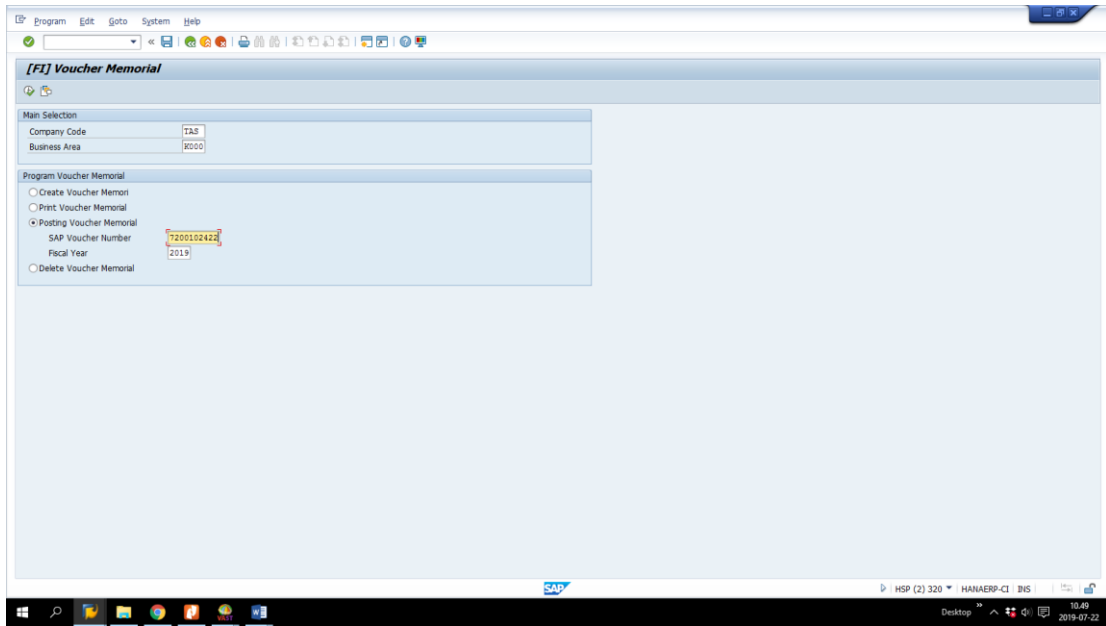 Program Edit Goto System Help
[FI] Voucher Memorial
Main Selection
Company Code TAS
Business Area K000
Program Voucher Memorial
Create Voucher Memori
Print Voucher Memorial
Posting Voucher Memorial
SAP Voucher Number 7200102422
Fiscal Year 2019
Delete Voucher Memorial
SAP
HSP (2) 320 HANAERP-CI INS
Desktop 10.49
2019-07-22